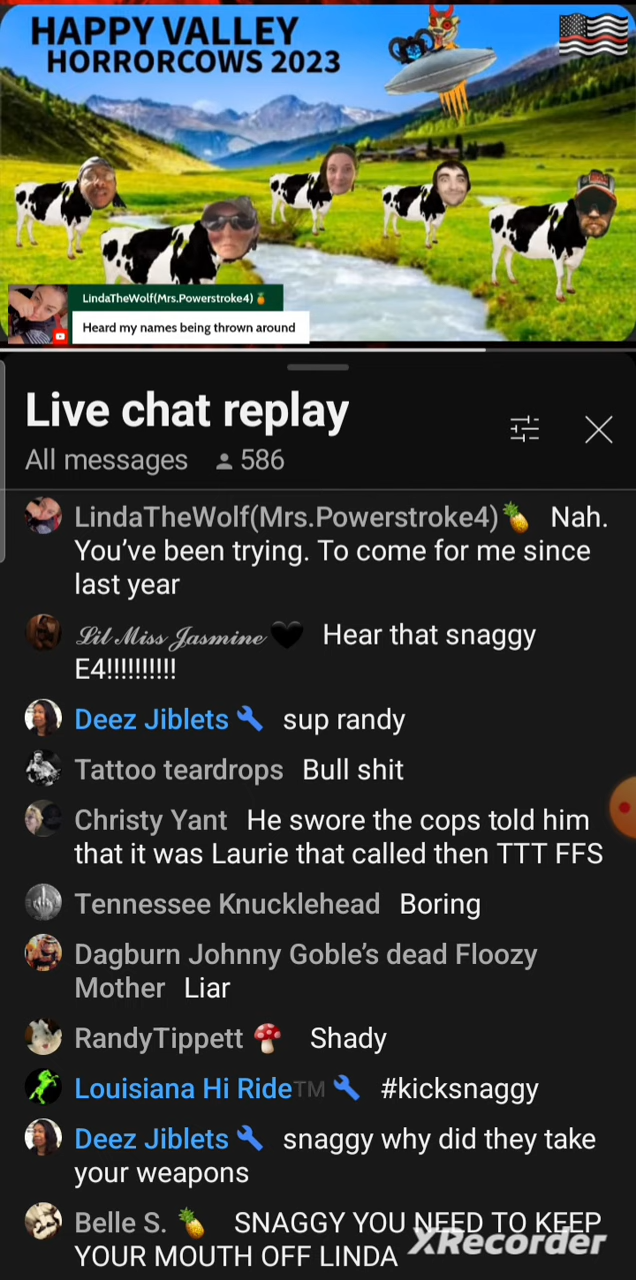 HAPPY VALLEY
HORRORCOWS 2023
LindaTheWolf(Mrs.Powerstroke4)🍍
Heard my names being thrown around
Live chat replay
All messages 586
LindaTheWolf(Mrs.Powerstroke4)🍍 Nah.
You’ve been trying. To come for me since
last year
𝓛𝓲𝓵 𝓜𝓲𝓼𝓼 𝓙𝓪𝓼𝓶𝓲𝓷𝓮🖤 Hear that snaggy
E4!!!!!!!!!!
Deez Jiblets sup randy
Tattoo teardrops Bull shit
Christy Yant He swore the cops told him
that it was Laurie that called then TTT FFS
Tennessee Knucklehead Boring
Dagburn Johnny Goble’s dead Floozy
Mother Liar
RandyTippett 🍄 Shady
Louisiana Hi Ride™ #kicksnaggy
Deez Jiblets snaggy why did they take
your weapons
Belle S. 🍍 SNAGGY YOU NEED TO KEEP
YOUR MOUTH OFF LINDA
XRecorder